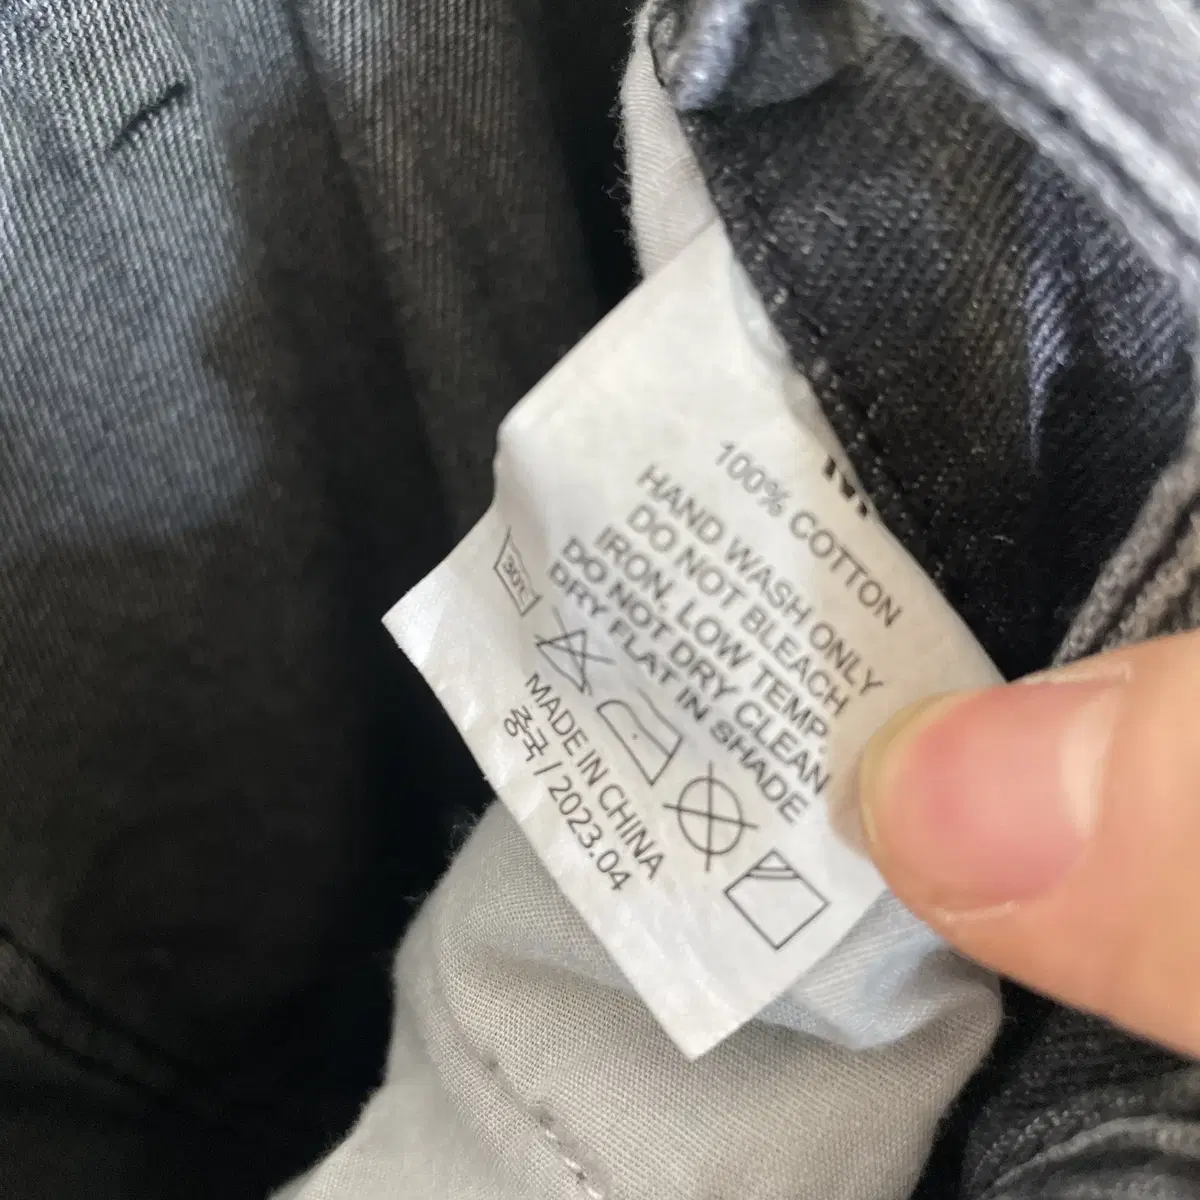 M
100% COTTON
HAND WASH ONLY
DO NOT BLEACH
IRON, LOW TEMP.
DO NOT DRY CLEAN
DRY FLAT IN SHADE
30℃
MADE IN CHINA
중국 / 2023.04